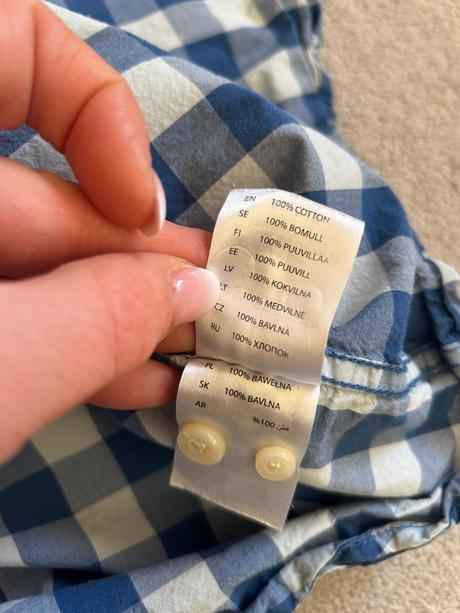 EN 100% COTTON
SE 100% BOMULL
FI 100% PUUVILLAA
EE 100% PUUVILL
LV 100% KOKVILNA
LT 100% MEDVILNE
CZ 100% BAVLNA
RU 100% ХЛОПОК
PL 100% BAWEŁNA
SK 100% BAVLNA
AR %100 قطن